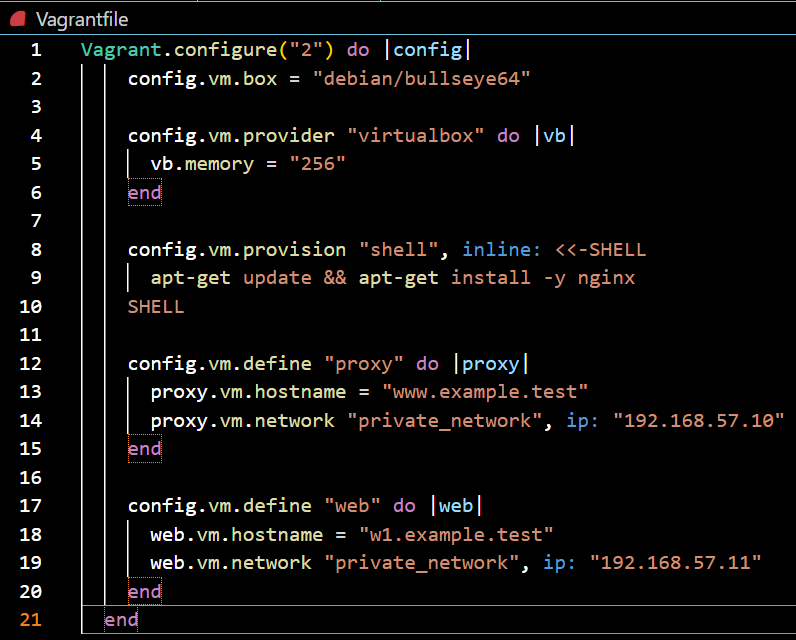 Vagrantfile
1 Vagrant.configure("2") do |config|
2 config.vm.box = "debian/bullseye64"
3
4 config.vm.provider "virtualbox" do |vb|
5 vb.memory = "256"
6 end
7
8 config.vm.provision "shell", inline: <<-SHELL
9 apt-get update && apt-get install -y nginx
10 SHELL
11
12 config.vm.define "proxy" do |proxy|
13 proxy.vm.hostname = "www.example.test"
14 proxy.vm.network "private_network", ip: "192.168.57.10"
15 end
16
17 config.vm.define "web" do |web|
18 web.vm.hostname = "w1.example.test"
19 web.vm.network "private_network", ip: "192.168.57.11"
20 end
21 end